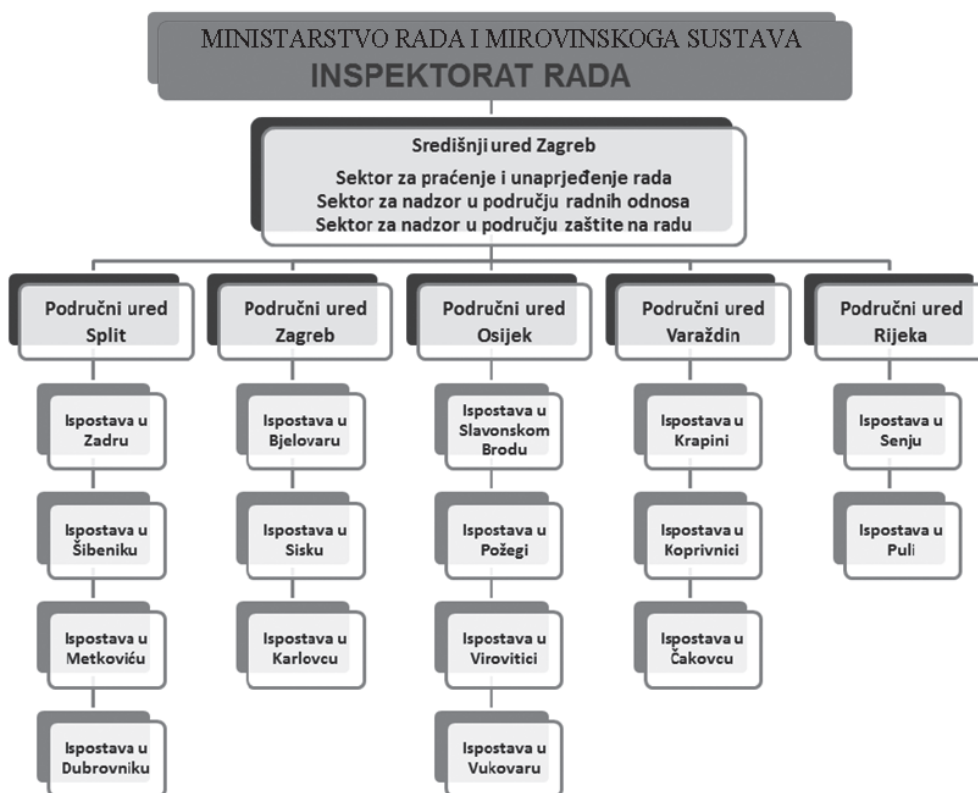 MINISTARSTVO RADA I MIROVINSKOGA SUSTAVA
INSPEKTORAT RADA
Središnji ured Zagreb
Sektor za praćenje i unaprjeđenje rada
Sektor za nadzor u području radnih odnosa
Sektor za nadzor u području zaštite na radu
Područni ured
Split
Područni ured
Zagreb
Područni ured
Osijek
Područni ured
Varaždin
Područni ured
Rijeka
Ispostava u
Zadru
Ispostava u
Bjelovaru
Ispostava u
Slavonskom
Brodu
Ispostava u
Krapini
Ispostava u
Senju
Ispostava u
Šibeniku
Ispostava u
Sisku
Ispostava u
Požegi
Ispostava u
Koprivnici
Ispostava u
Puli
Ispostava u
Metkoviću
Ispostava u
Karlovcu
Ispostava u
Virovitici
Ispostava u
Čakovcu
Ispostava u
Dubrovniku
Ispostava u
Vukovaru